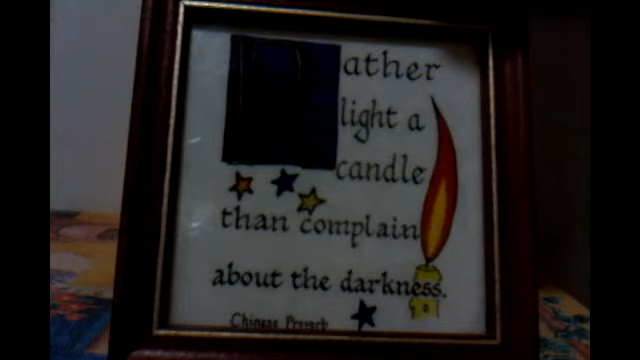 ather
light a
candle
than complain
about the darkness.
Chinese Proverb